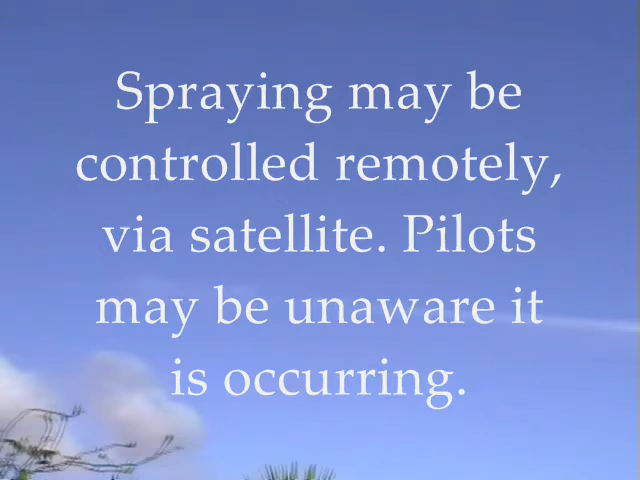 Spraying may be
controlled remotely,
via satellite. Pilots
may be unaware it
is occurring.